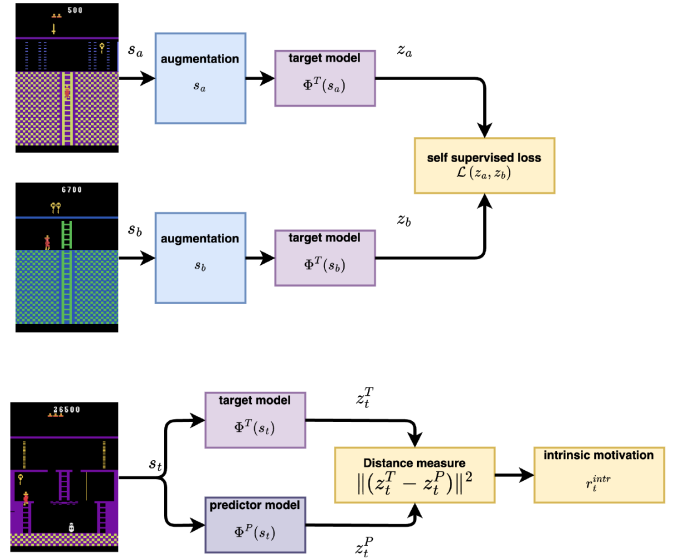 500
s_a
augmentation
s_a
target model
Φ^T(s_a)
z_a
self supervised loss
ℒ(z_a, z_b)
6700
s_b
augmentation
s_b
target model
Φ^T(s_b)
z_b
26500
s_t
target model
Φ^T(s_t)
z_t^T
predictor model
Φ^P(s_t)
z_t^P
Distance measure
‖(z_t^T − z_t^P)‖^2
intrinsic motivation
r_t^{intr}